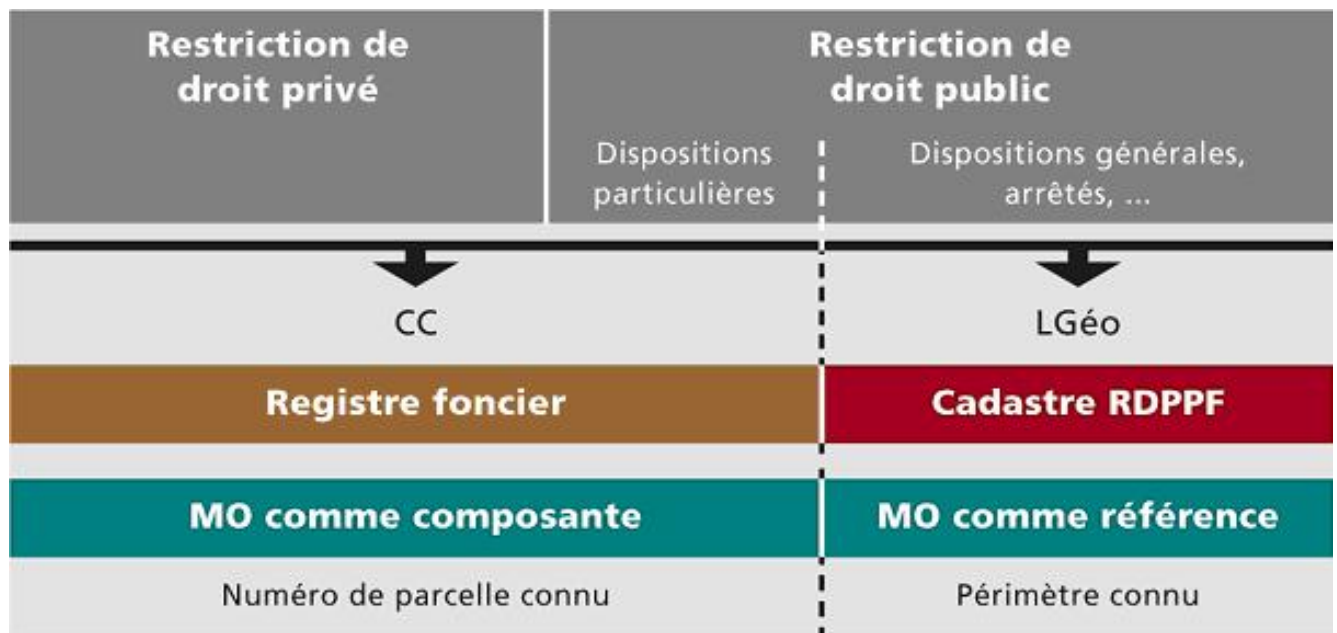 Restriction de
droit privé
Restriction de
droit public
Dispositions
particulières
Dispositions générales,
arrêtés, ...
CC
LGéo
Registre foncier
Cadastre RDPPF
MO comme composante
MO comme référence
Numéro de parcelle connu
Périmètre connu